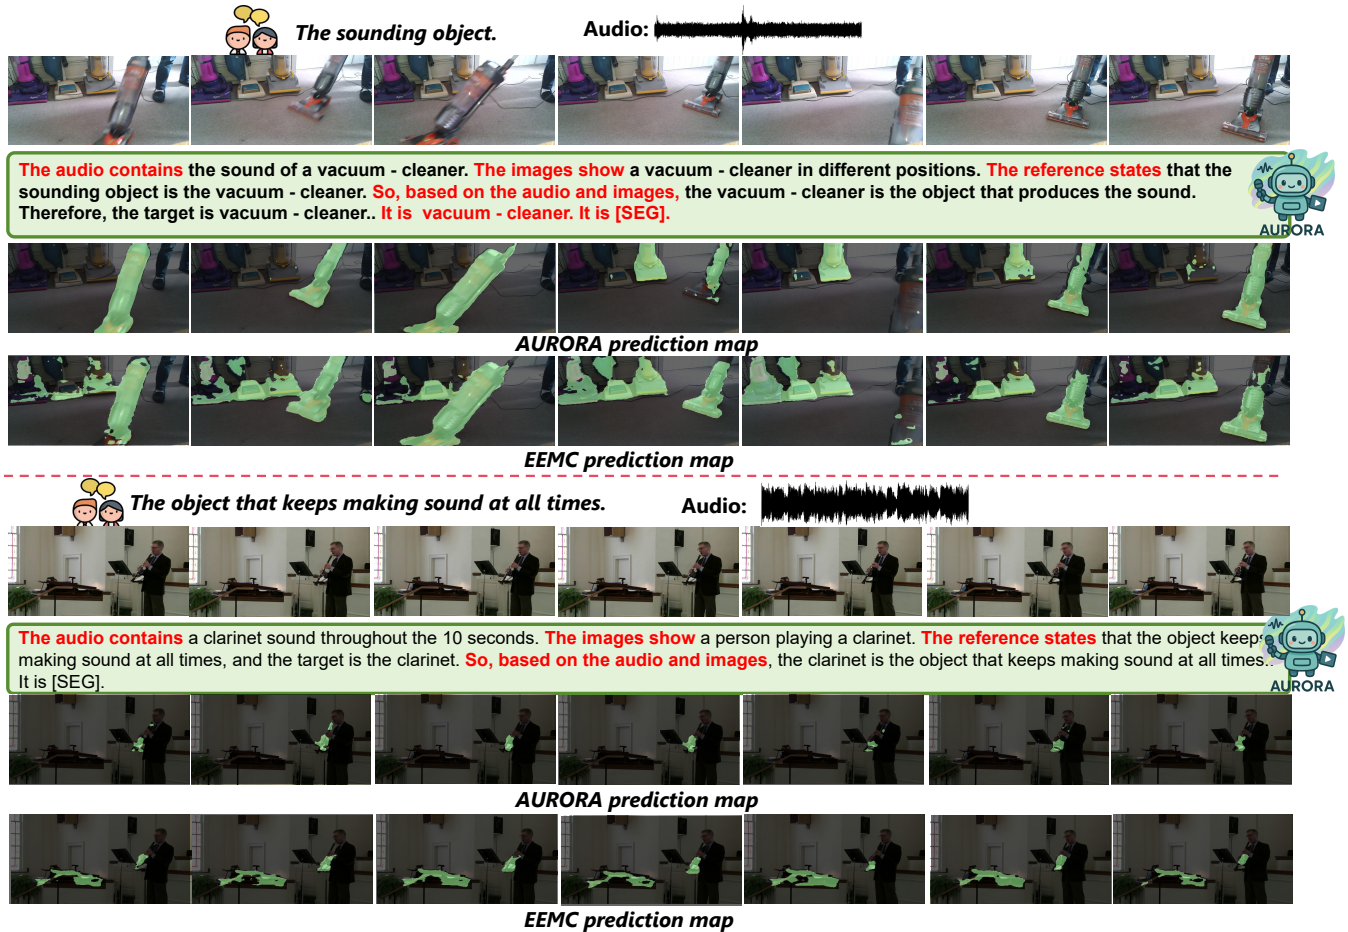 The sounding object.
Audio:
The audio contains the sound of a vacuum - cleaner. The images show a vacuum - cleaner in different positions. The reference states that the
sounding object is the vacuum - cleaner. So, based on the audio and images, the vacuum - cleaner is the object that produces the sound.
Therefore, the target is vacuum - cleaner.. It is vacuum - cleaner. It is [SEG].
AURORA
AURORA prediction map
EEMC prediction map
The object that keeps making sound at all times.
Audio:
The audio contains a clarinet sound throughout the 10 seconds. The images show a person playing a clarinet. The reference states that the object keeps
making sound at all times, and the target is the clarinet. So, based on the audio and images, the clarinet is the object that keeps making sound at all times..
It is [SEG].
AURORA
AURORA prediction map
EEMC prediction map